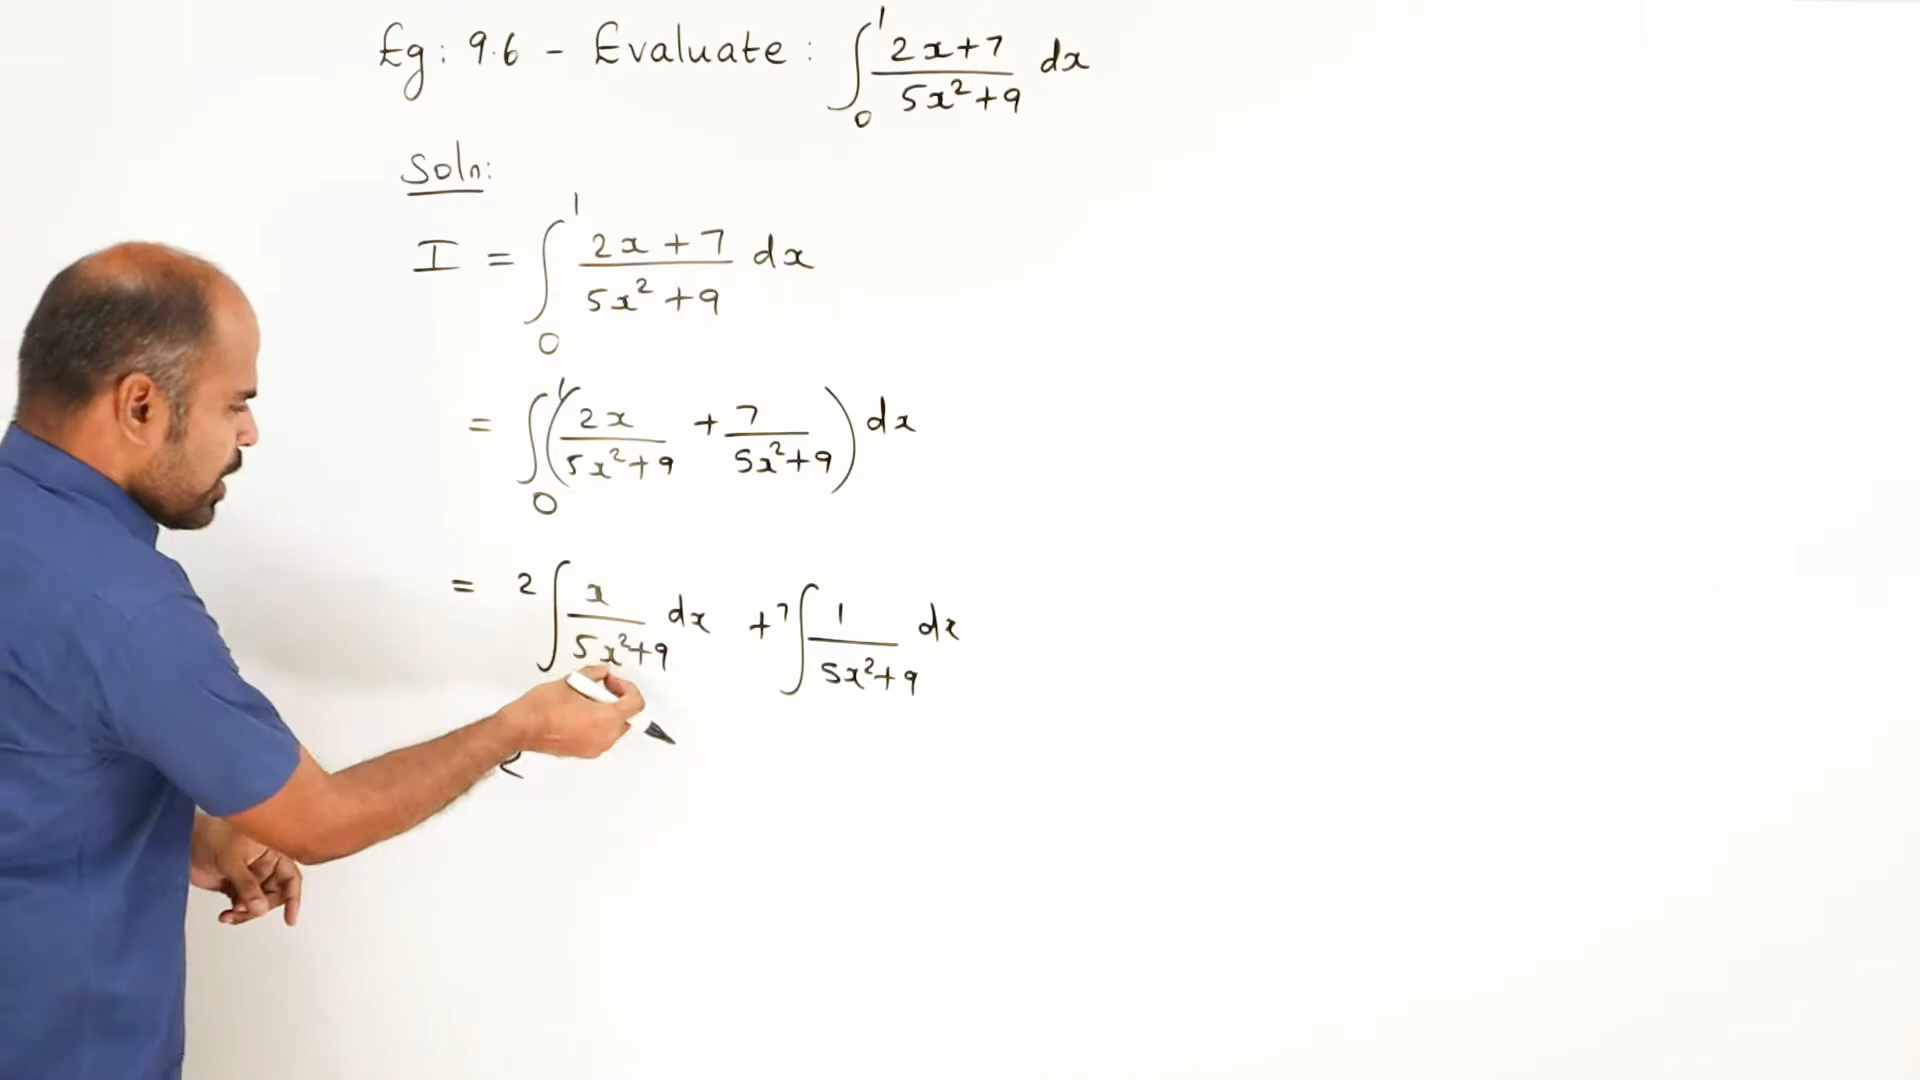 Eg: 9.6 - Evaluate: ∫₀¹ (2x+7)/(5x²+9) dx
Soln:
I = ∫₀¹ (2x+7)/(5x²+9) dx
= ∫₀¹ (2x/(5x²+9) + 7/(5x²+9)) dx
= 2∫ x/(5x²+9) dx +7∫ 1/(5x²+9) dx